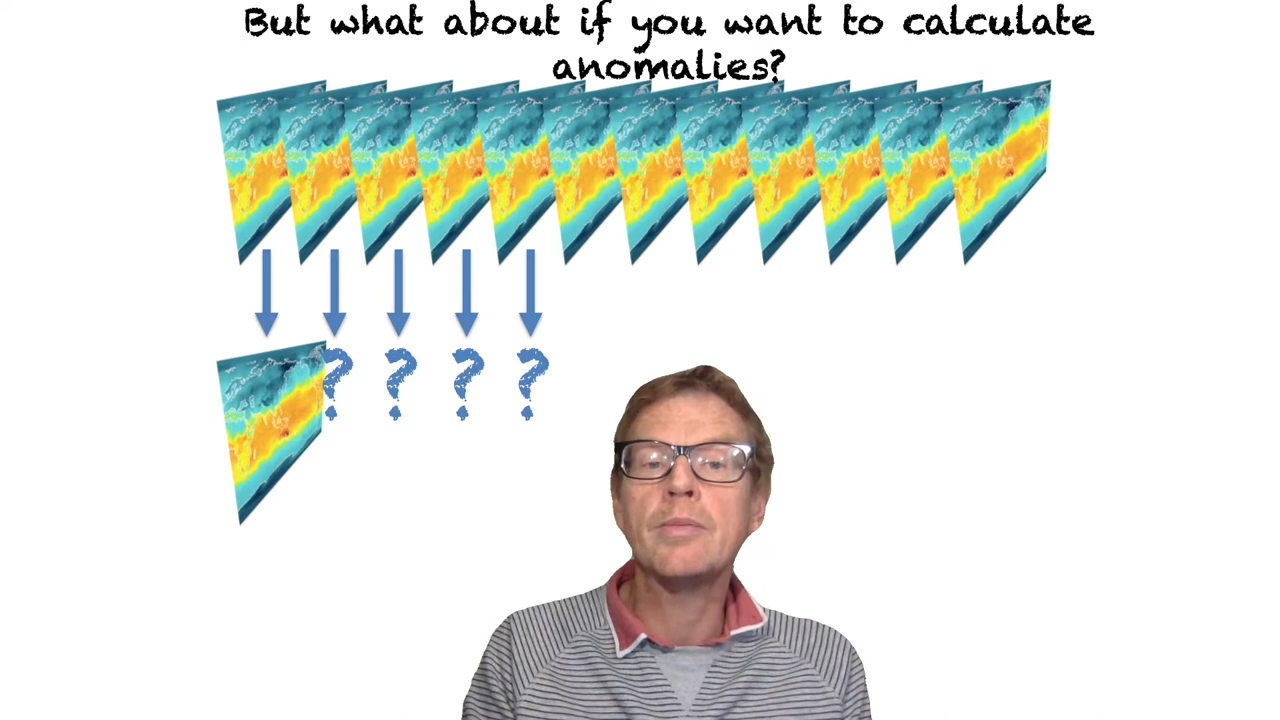 But what about if you want to calculate
anomalies?
? ? ? ?